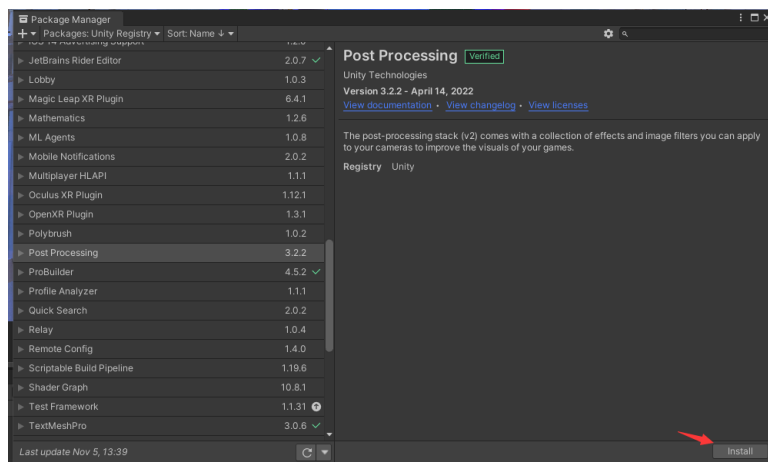 Package Manager
Packages: Unity Registry Sort: Name ↓
iOS 14 Advertising Support 1.2.0
JetBrains Rider Editor 2.0.7
Lobby 1.0.3
Magic Leap XR Plugin 6.4.1
Mathematics 1.2.6
ML Agents 1.0.8
Mobile Notifications 2.0.2
Multiplayer HLAPI 1.1.1
Oculus XR Plugin 1.12.1
OpenXR Plugin 1.3.1
Polybrush 1.0.2
Post Processing 3.2.2
ProBuilder 4.5.2
Profile Analyzer 1.1.1
Quick Search 2.0.2
Relay 1.0.4
Remote Config 1.4.0
Scriptable Build Pipeline 1.19.6
Shader Graph 10.8.1
Test Framework 1.1.31
TextMeshPro 3.0.6
Last update Nov 5, 13:39
Post Processing Verified
Unity Technologies
Version 3.2.2 - April 14, 2022
View documentation • View changelog • View licenses
The post-processing stack (v2) comes with a collection of effects and image filters you can apply
to your cameras to improve the visuals of your games.
Registry Unity
Install